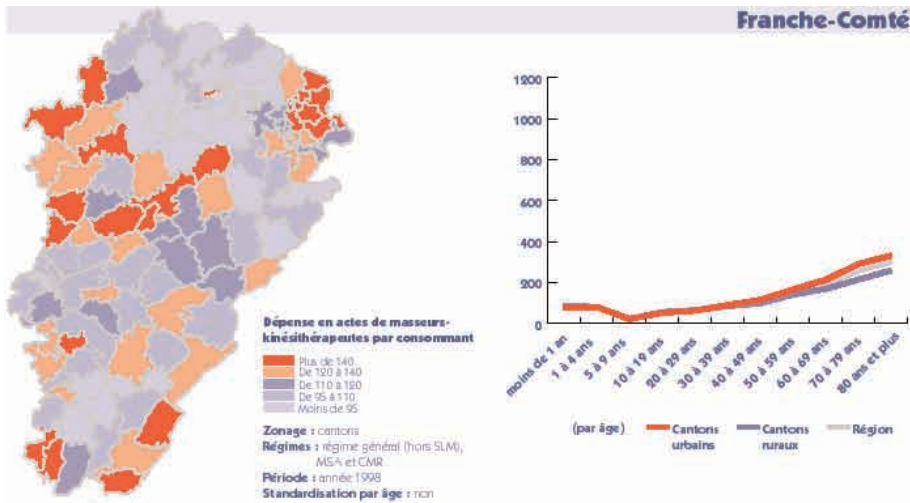 Franche-Comté
Dépense en actes de masseurs-
kinésithérapeutes par consommant
Plus de 140
De 120 à 140
De 110 à 120
De 95 à 110
Moins de 95
Zonage : cantons
Régimes : régime général (hors SLM),
MSA et CMR
Période : année 1998
Standardisation par âge : non
1200
1000
800
600
400
200
0
moins de 1 an
1 à 4 ans
5 à 9 ans
10 à 19 ans
20 à 29 ans
30 à 39 ans
40 à 49 ans
50 à 59 ans
60 à 69 ans
70 à 79 ans
80 ans et plus
(par âge)
Cantons
urbains
Cantons
ruraux
Région